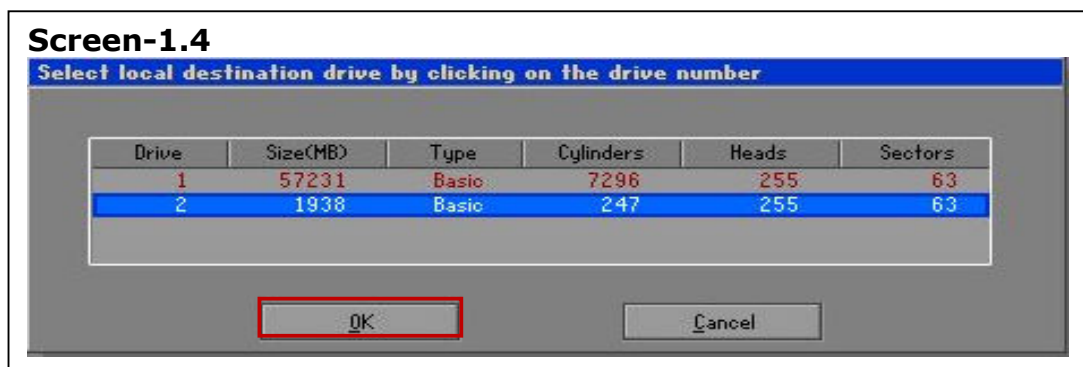 Screen-1.4
Select local destination drive by clicking on the drive number
Drive Size(MB) Type Cylinders Heads Sectors
1 57231 Basic 7296 255 63
2 1938 Basic 247 255 63
OK Cancel